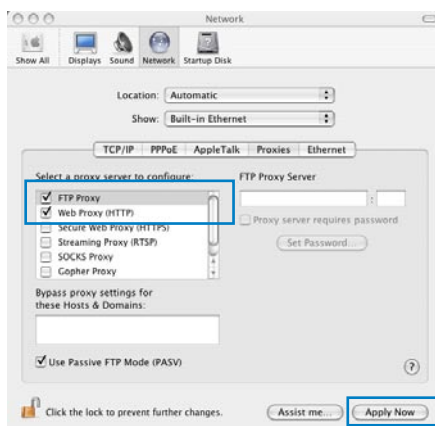 Network
Show All Displays Sound Network Startup Disk
Location: Automatic
Show: Built-in Ethernet
TCP/IP PPPoE AppleTalk Proxies Ethernet
Select a proxy server to configure: FTP Proxy Server
FTP Proxy
:
Web Proxy (HTTP)
Proxy server requires password
Secure Web Proxy (HTTPS)
Streaming Proxy (RTSP) Set Password...
SOCKS Proxy
Gopher Proxy
Bypass proxy settings for
these Hosts & Domains:
Use Passive FTP Mode (PASV) ?
Click the lock to prevent further changes. Assist me... Apply Now